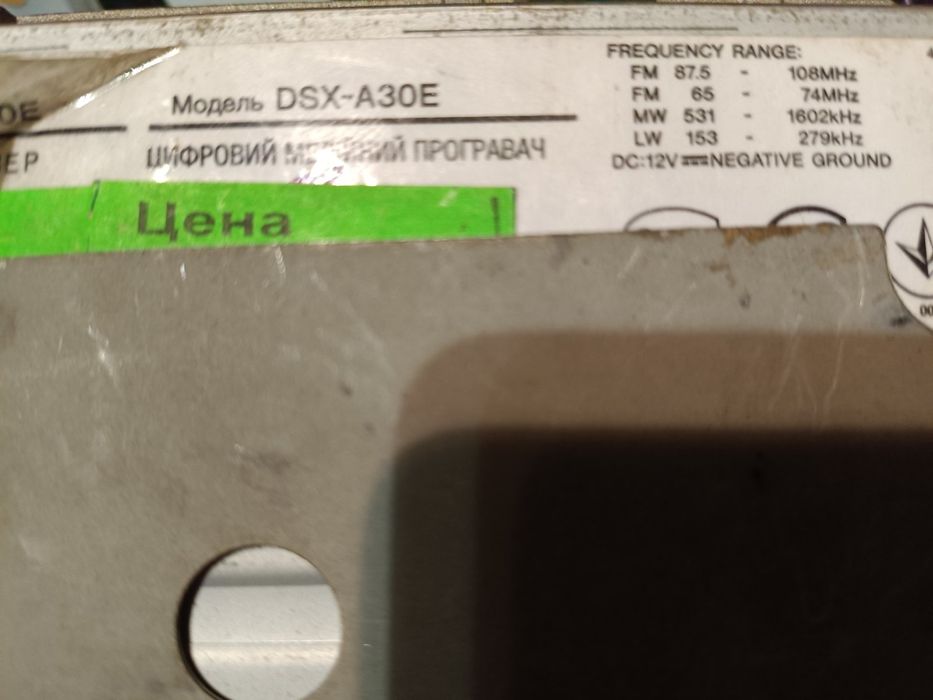 Модель DSX-A30E
ЦИФРОВИЙ МЕДІЙНИЙ ПРОГРАВАЧ
Цена
FREQUENCY RANGE:
FM 87.5 - 108MHz
FM 65 - 74MHz
MW 531 - 1602kHz
LW 153 - 279kHz
DC:12V⎓NEGATIVE GROUND